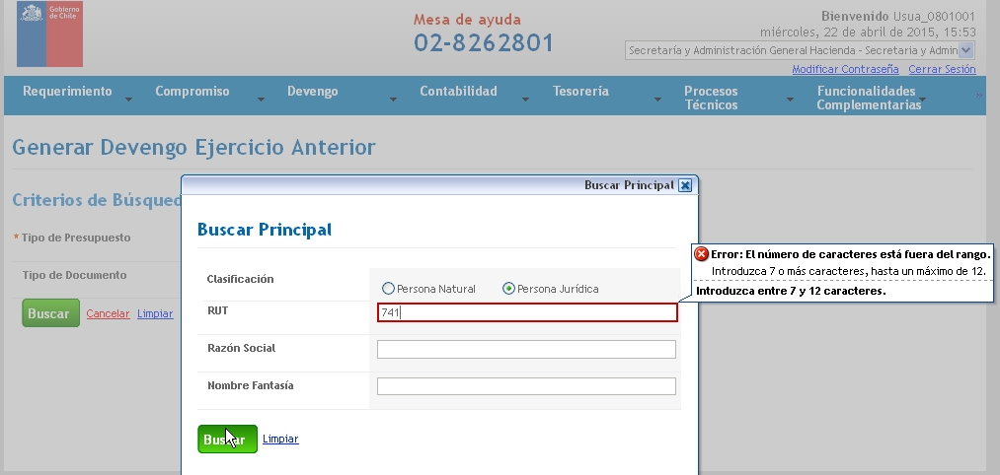 Gobierno
de Chile
Mesa de ayuda
02-8262801
Bienvenido Usua_0801001
miércoles, 22 de abril de 2015, 15:53
Secretaría y Administración General Hacienda - Secretaria y Admin
Modificar Contraseña Cerrar Sesión
Requerimiento Compromiso Devengo Contabilidad Tesorería Procesos Técnicos Funcionalidades Complementarias »
Generar Devengo Ejercicio Anterior
Buscar Principal
Criterios de Búsqued
Buscar Principal
* Tipo de Presupuesto
Error: El número de caracteres está fuera del rango.
Introduzca 7 o más caracteres, hasta un máximo de 12.
Introduzca entre 7 y 12 caracteres.
Tipo de Documento
Clasificación
Persona Natural Persona Jurídica
Buscar Cancelar Limpiar
RUT 741
Razón Social
Nombre Fantasía
Buscar Limpiar